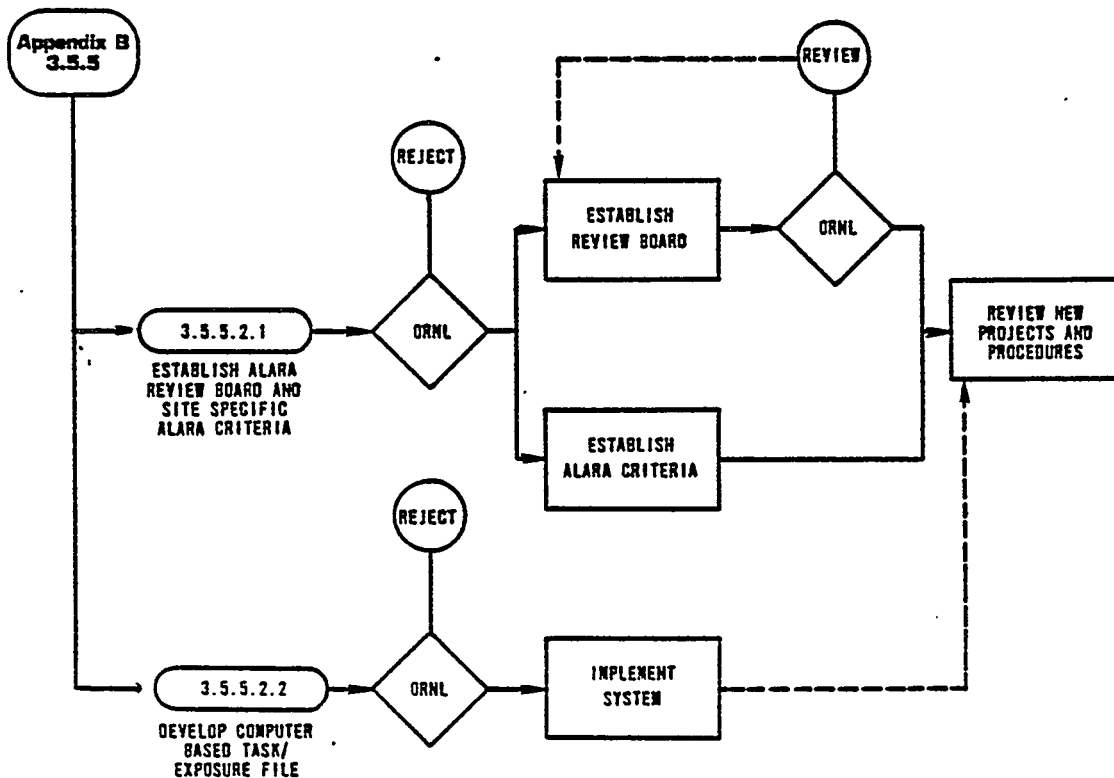 Appendix B
3.5.5
REVIEW
REJECT
ESTABLISH
REVIEW BOARD
ORNL
3.5.5.2.1
ORNL
REVIEW NEW
PROJECTS AND
PROCEDURES
ESTABLISH ALARA
REVIEW BOARD AND
SITE SPECIFIC
ALARA CRITERIA
ESTABLISH
ALARA CRITERIA
REJECT
3.5.5.2.2
ORNL
IMPLEMENT
SYSTEM
DEVELOP COMPUTER
BASED TASK/
EXPOSURE FILE